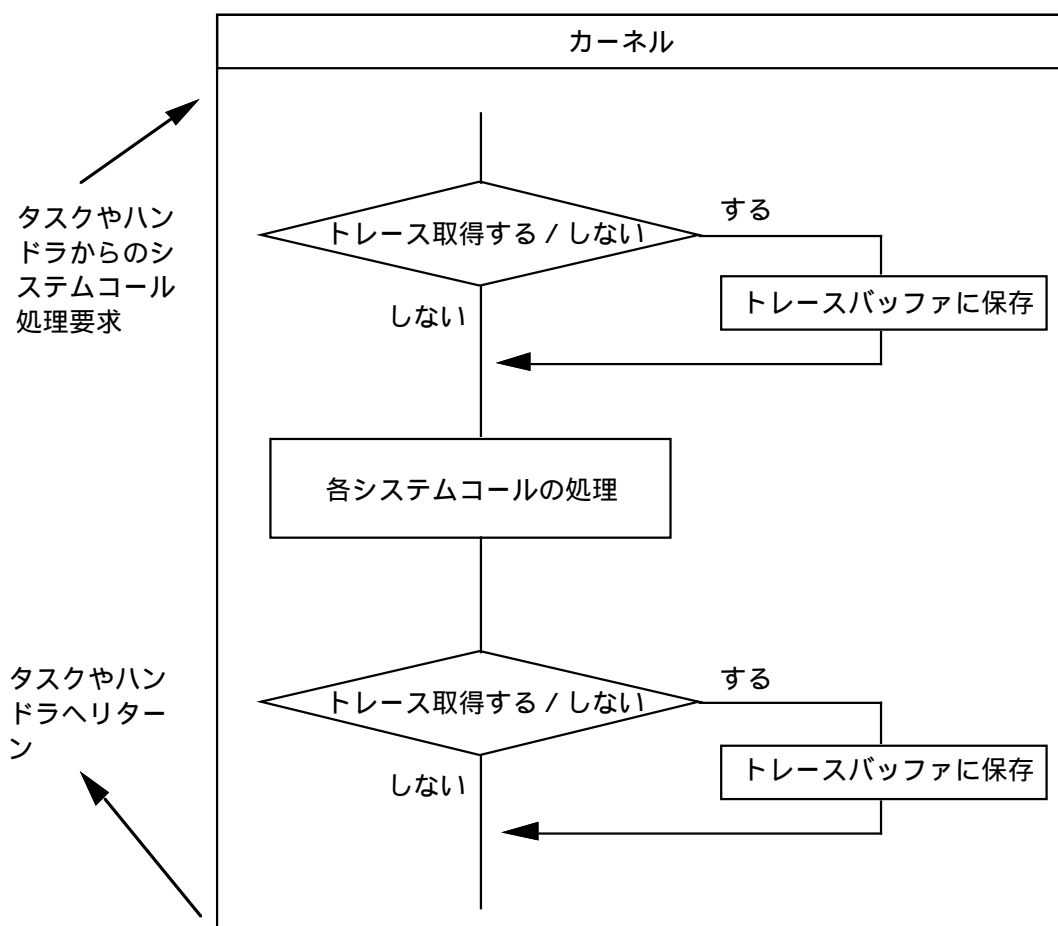 カーネル
タスクやハン
ドラからのシ
ステムコール
処理要求
トレース取得する / しない
する
トレースバッファに保存
しない
各システムコールの処理
タスクやハン
ドラへリター
ン
トレース取得する / しない
する
トレースバッファに保存
しない